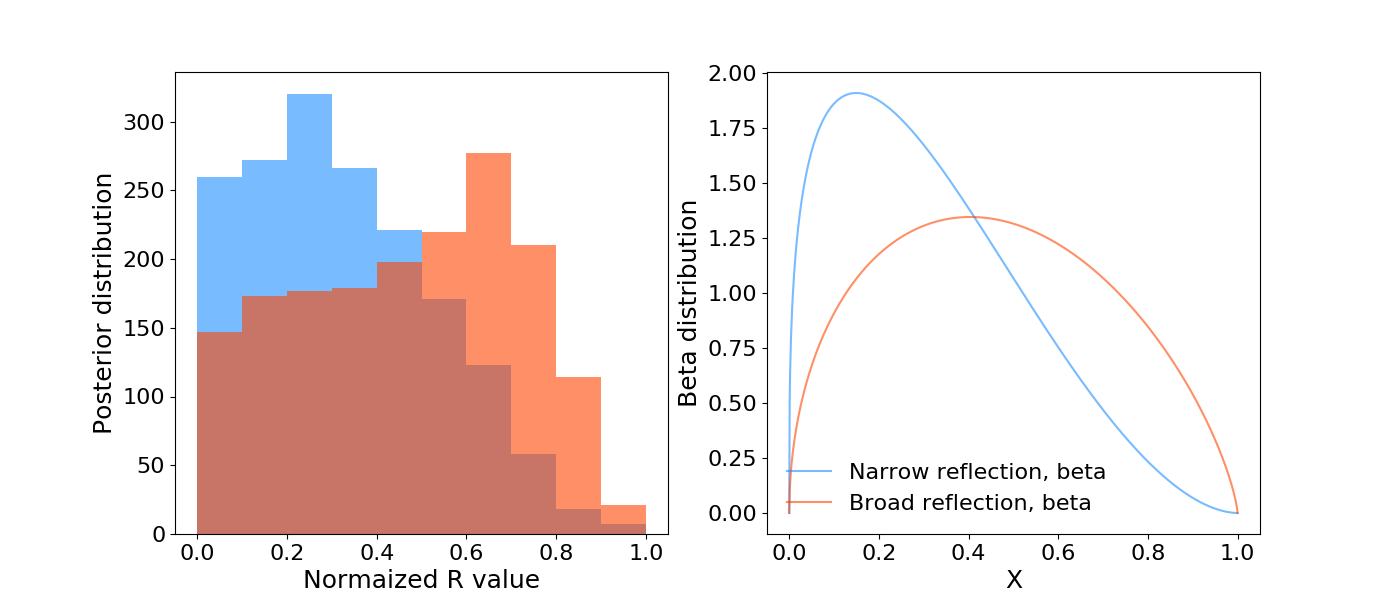 Posterior distribution
300
250
200
150
100
50
0
0.0 0.2 0.4 0.6 0.8 1.0
Normaized R value
Beta distribution
2.00
1.75
1.50
1.25
1.00
0.75
0.50
0.25
0.00
Narrow reflection, beta
Broad reflection, beta
0.0 0.2 0.4 0.6 0.8 1.0
X